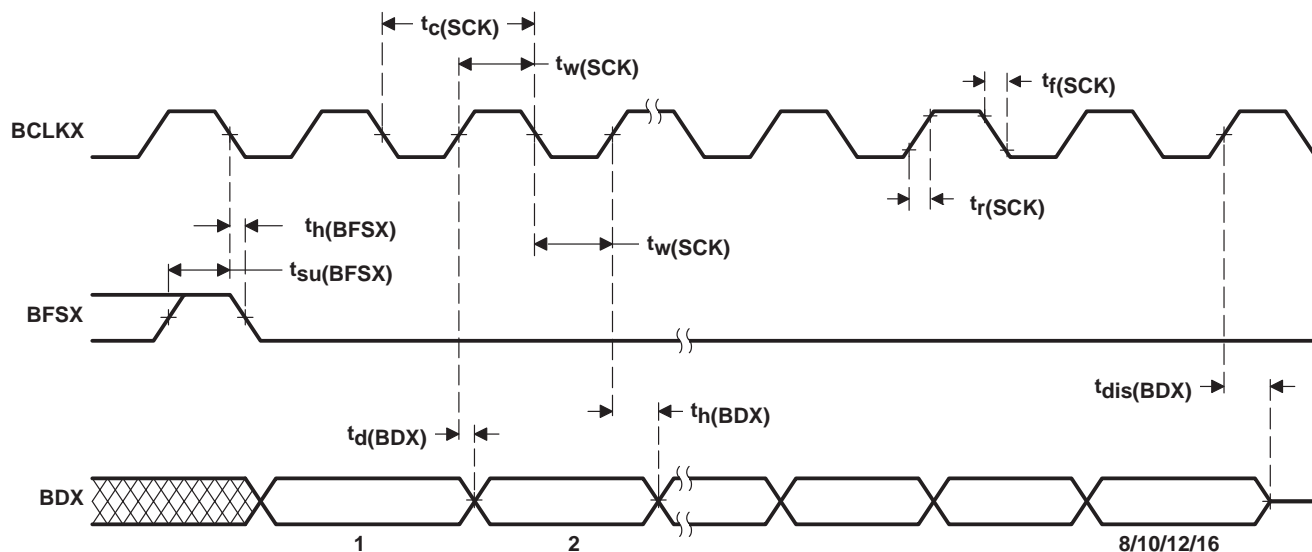 tc(SCK)
tw(SCK)
tf(SCK)
BCLKX
tr(SCK)
th(BFSX)
tw(SCK)
tsu(BFSX)
BFSX
tdis(BDX)
th(BDX)
td(BDX)
BDX
1 2 8/10/12/16